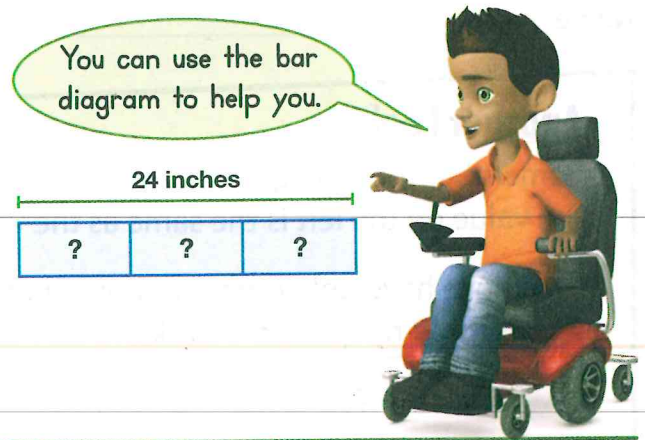 You can use the bar
diagram to help you.
24 inches
? ? ?